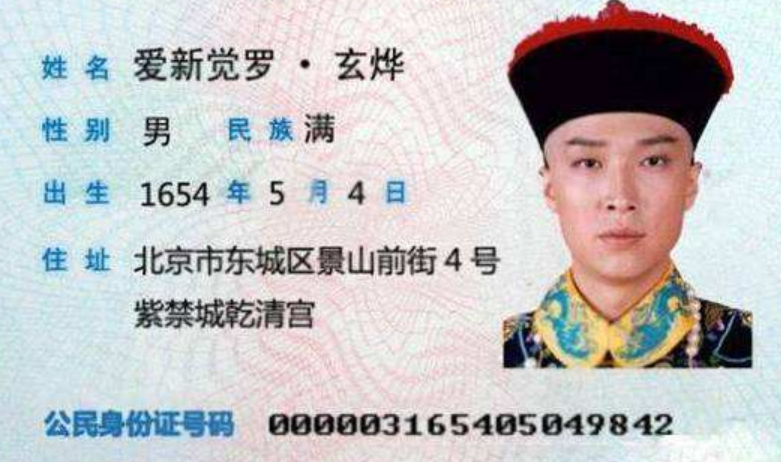 姓名 爱新觉罗·玄烨
性别 男 民族 满
出生 1654 年 5 月 4 日
住址 北京市东城区景山前街 4 号
紫禁城乾清宫
公民身份证号码 000003165405049842